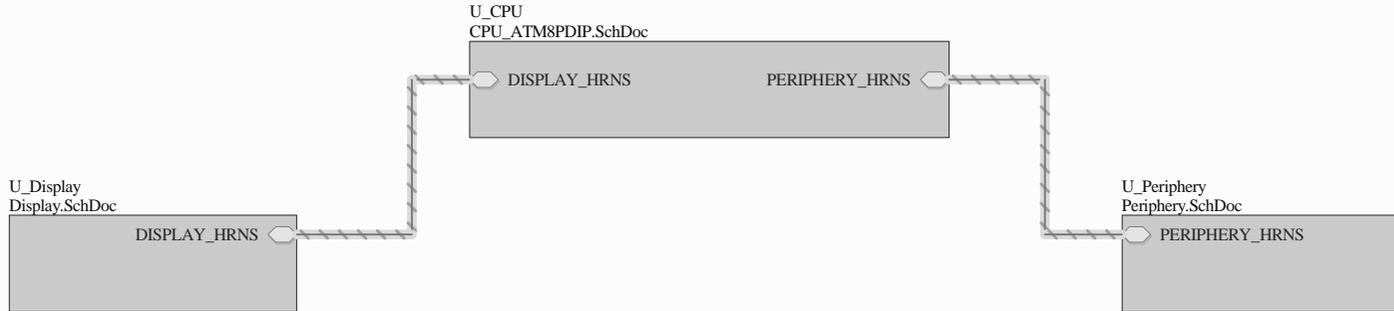 U_CPU
CPU_ATM8PDIP.SchDoc
DISPLAY_HRNS
PERIPHERY_HRNS
U_Display
Display.SchDoc
DISPLAY_HRNS
U_Periphery
Periphery.SchDoc
PERIPHERY_HRNS